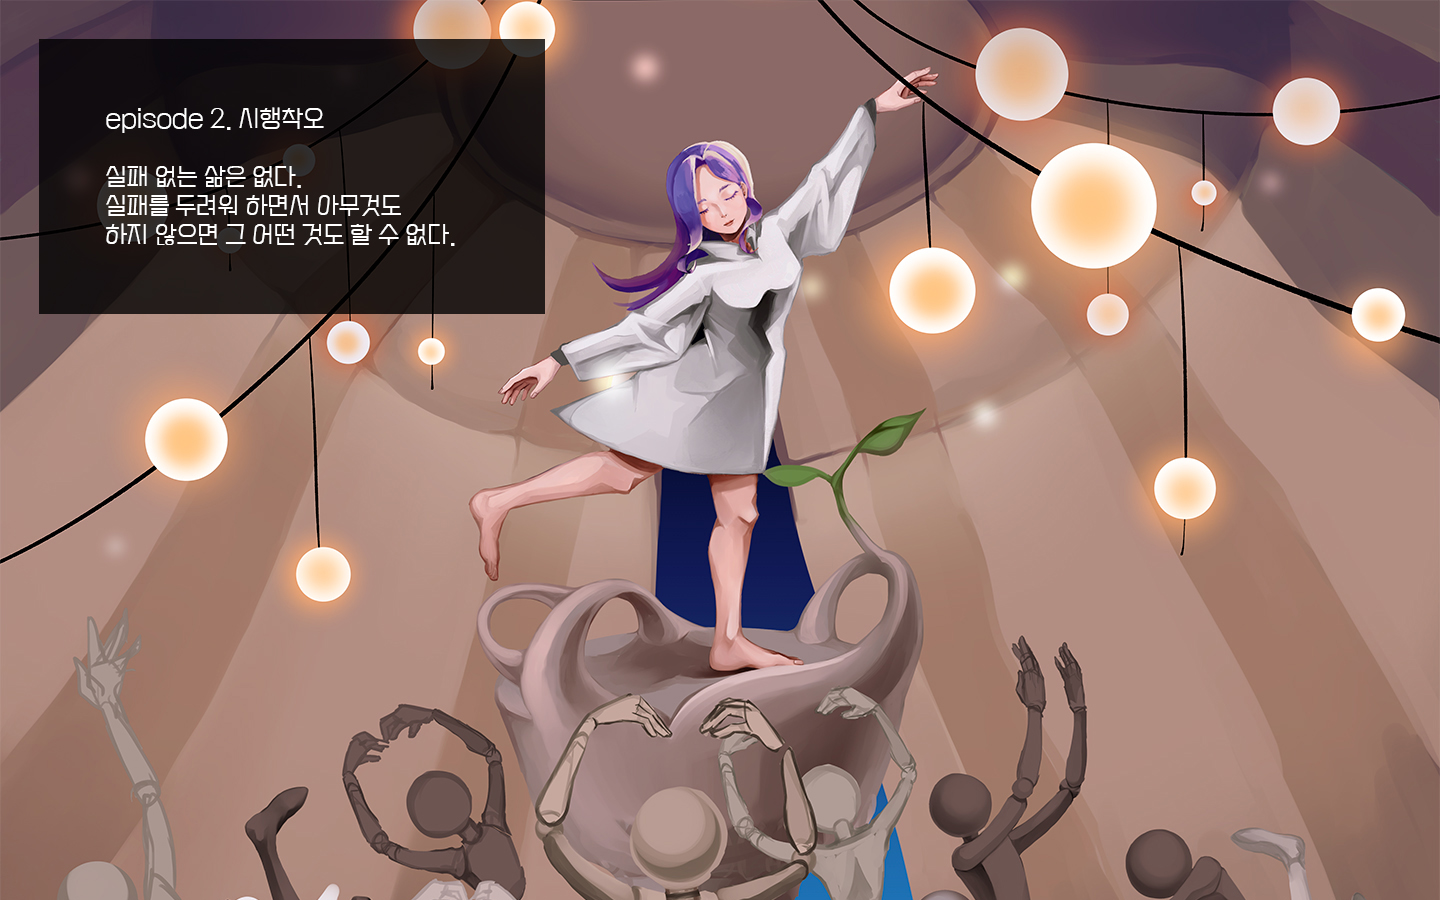 episode 2. 시행착오
실패 없는 삶은 없다.
실패를 두려워 하면서 아무것도
하지 않으면 그 어떤 것도 할 수 없다.